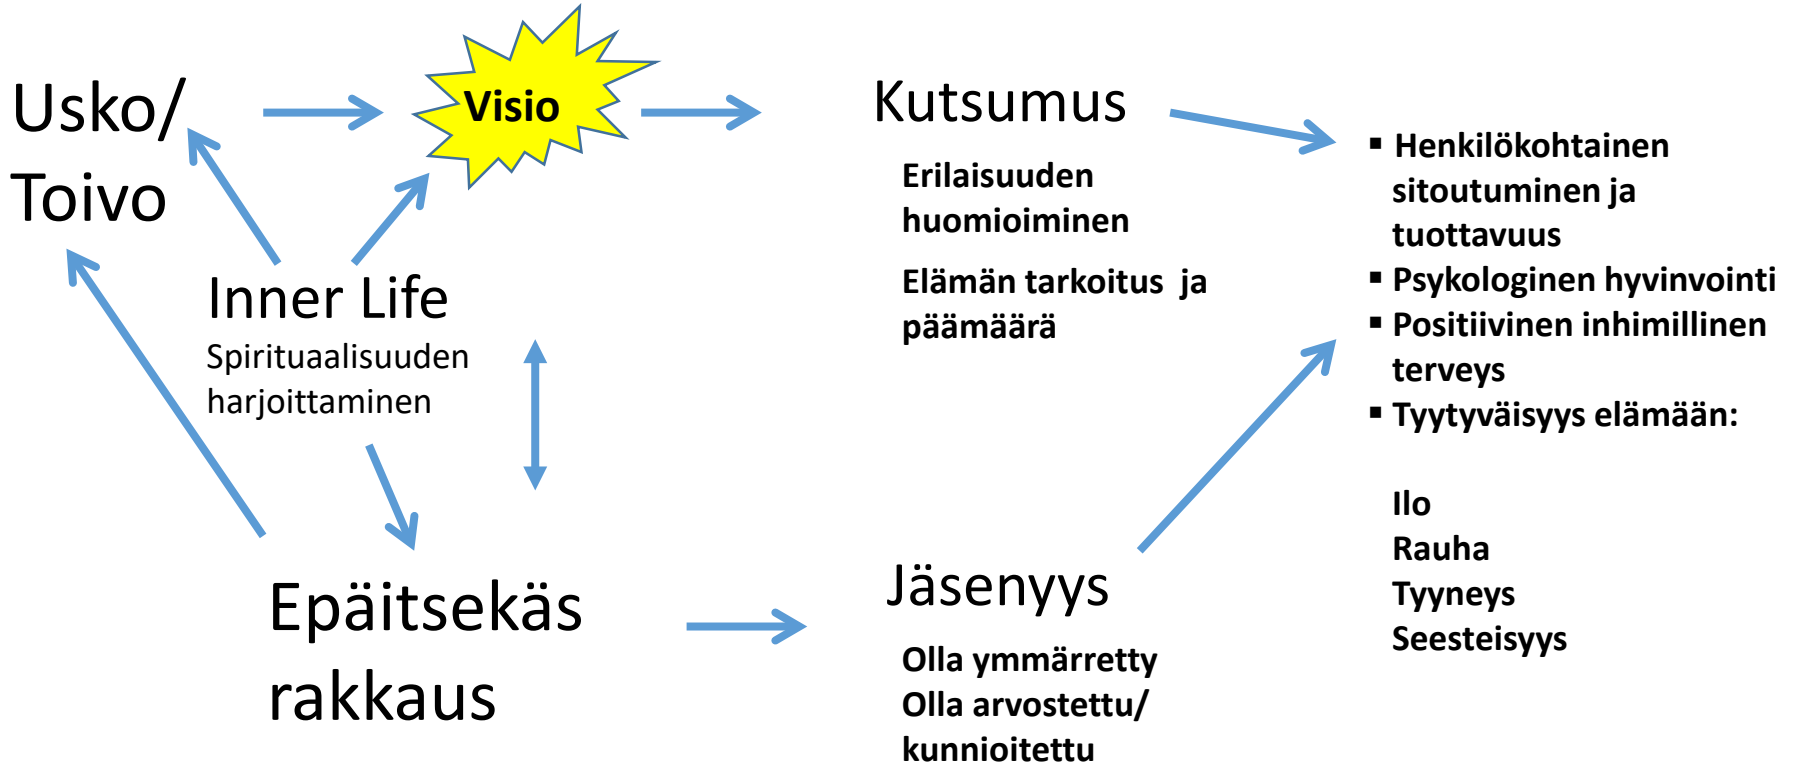 Usko/
Toivo
Visio
Inner Life
Spirituaalisuuden
harjoittaminen
Epäitsekäs
rakkaus
Kutsumus
Erilaisuuden
huomioiminen
Elämän tarkoitus ja
päämäärä
Jäsenyys
Olla ymmärretty
Olla arvostettu/
kunnioitettu
▪ Henkilökohtainen
sitoutuminen ja
tuottavuus
▪ Psykologinen hyvinvointi
▪ Positiivinen inhimillinen
terveys
▪ Tyytyväisyys elämään:
Ilo
Rauha
Tyyneys
Seesteisyys